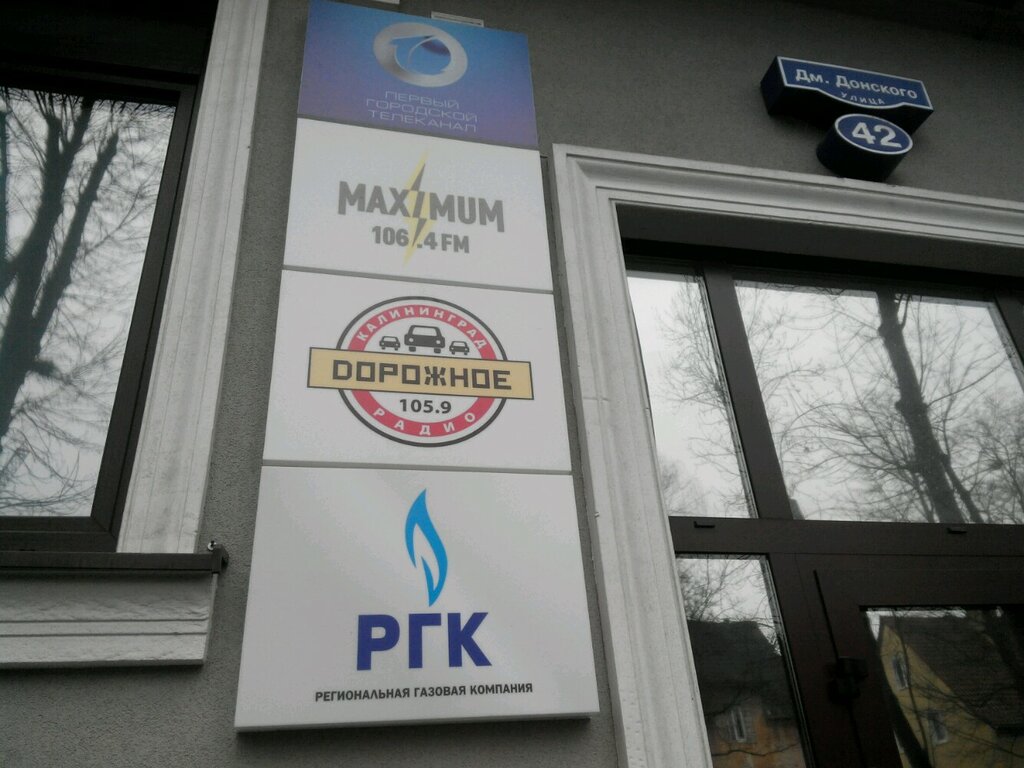 ПЕРВЫЙ
ГОРОДСКОЙ
ТЕЛЕКАНАЛ
MAXIMUM
106.4 FM
КАЛИНИНГРАД
ДОРОЖНОЕ
105.9
РАДИО
РГК
РЕГИОНАЛЬНАЯ ГАЗОВАЯ КОМПАНИЯ
Дм. Донского
УЛИЦА
42